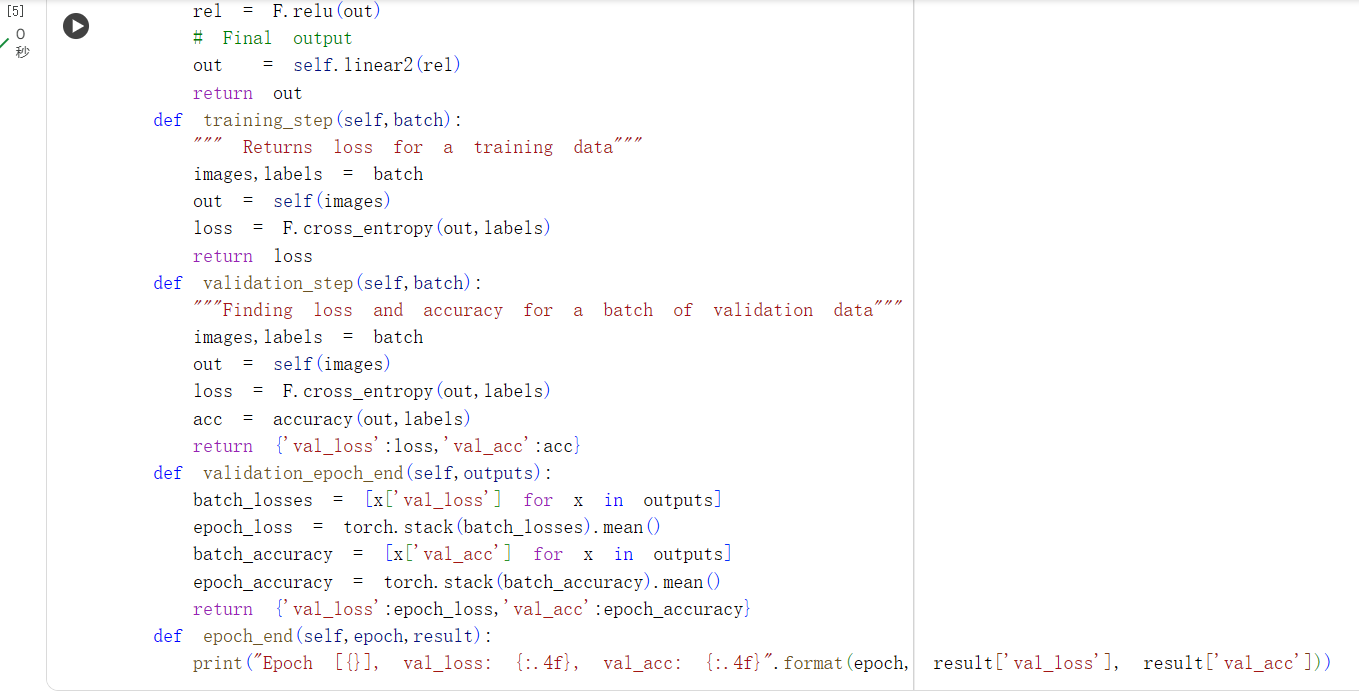 [5]
0
秒
rel = F.relu(out)
# Final output
out = self.linear2(rel)
return out
def training_step(self,batch):
""" Returns loss for a training data"""
images,labels = batch
out = self(images)
loss = F.cross_entropy(out,labels)
return loss
def validation_step(self,batch):
"""Finding loss and accuracy for a batch of validation data"""
images,labels = batch
out = self(images)
loss = F.cross_entropy(out,labels)
acc = accuracy(out,labels)
return {'val_loss':loss,'val_acc':acc}
def validation_epoch_end(self,outputs):
batch_losses = [x['val_loss'] for x in outputs]
epoch_loss = torch.stack(batch_losses).mean()
batch_accuracy = [x['val_acc'] for x in outputs]
epoch_accuracy = torch.stack(batch_accuracy).mean()
return {'val_loss':epoch_loss,'val_acc':epoch_accuracy}
def epoch_end(self,epoch,result):
print("Epoch [{}], val_loss: {:.4f}, val_acc: {:.4f}".format(epoch, result['val_loss'], result['val_acc']))